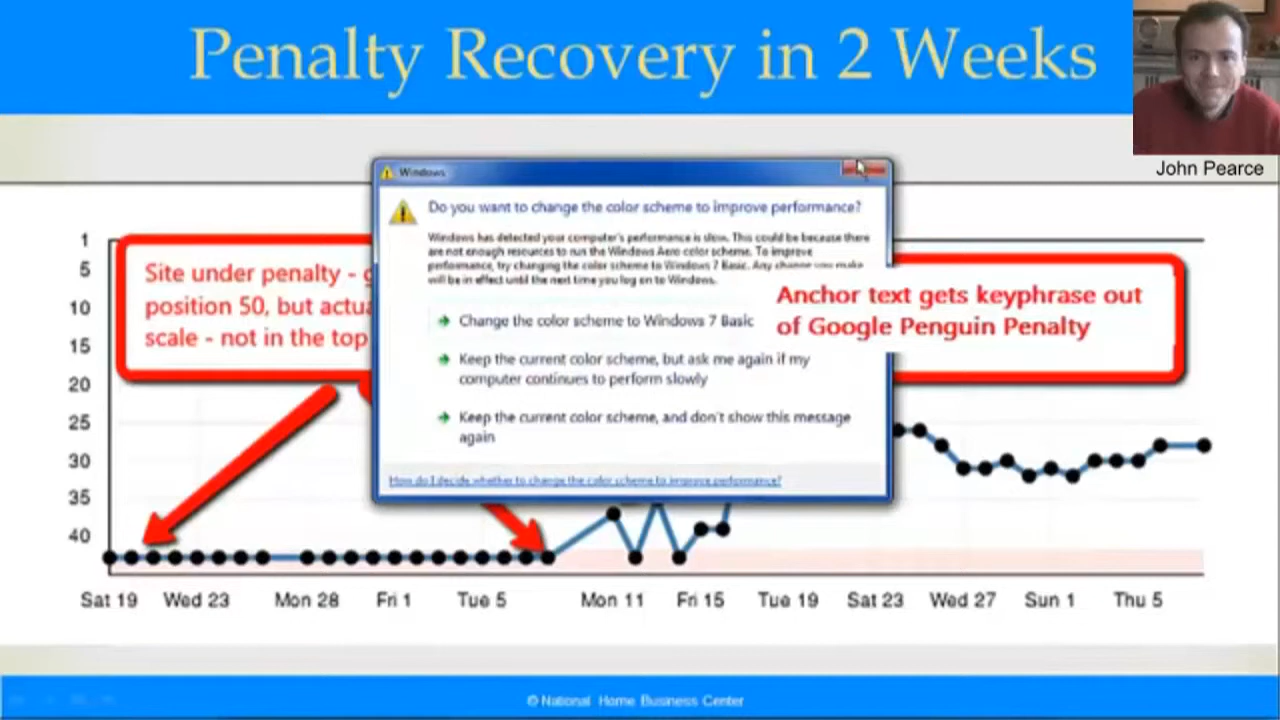 Penalty Recovery in 2 Weeks
John Pearce
Windows
Do you want to change the color scheme to improve performance?
Windows has detected your computer's performance is slow. This could be because there
are not enough resources to run the Windows Aero color scheme. To improve
performance, try changing the color scheme to Windows 7 Basic. Any change you make
will be in effect until the next time you log on to Windows.
Change the color scheme to Windows 7 Basic
Keep the current color scheme, but ask me again if my
computer continues to perform slowly
Keep the current color scheme, and don't show this message
again
How do I decide whether to change the color scheme to improve performance?
Site under penalty -
position 50, but
scale - not in the top
Anchor text gets keyphrase out
of Google Penguin Penalty
1
5
10
15
20
25
30
35
40
Sat 19 Wed 23 Mon 28 Fri 1 Tue 5 Mon 11 Fri 15 Tue 19 Sat 23 Wed 27 Sun 1 Thu 5
© National Home Business Center